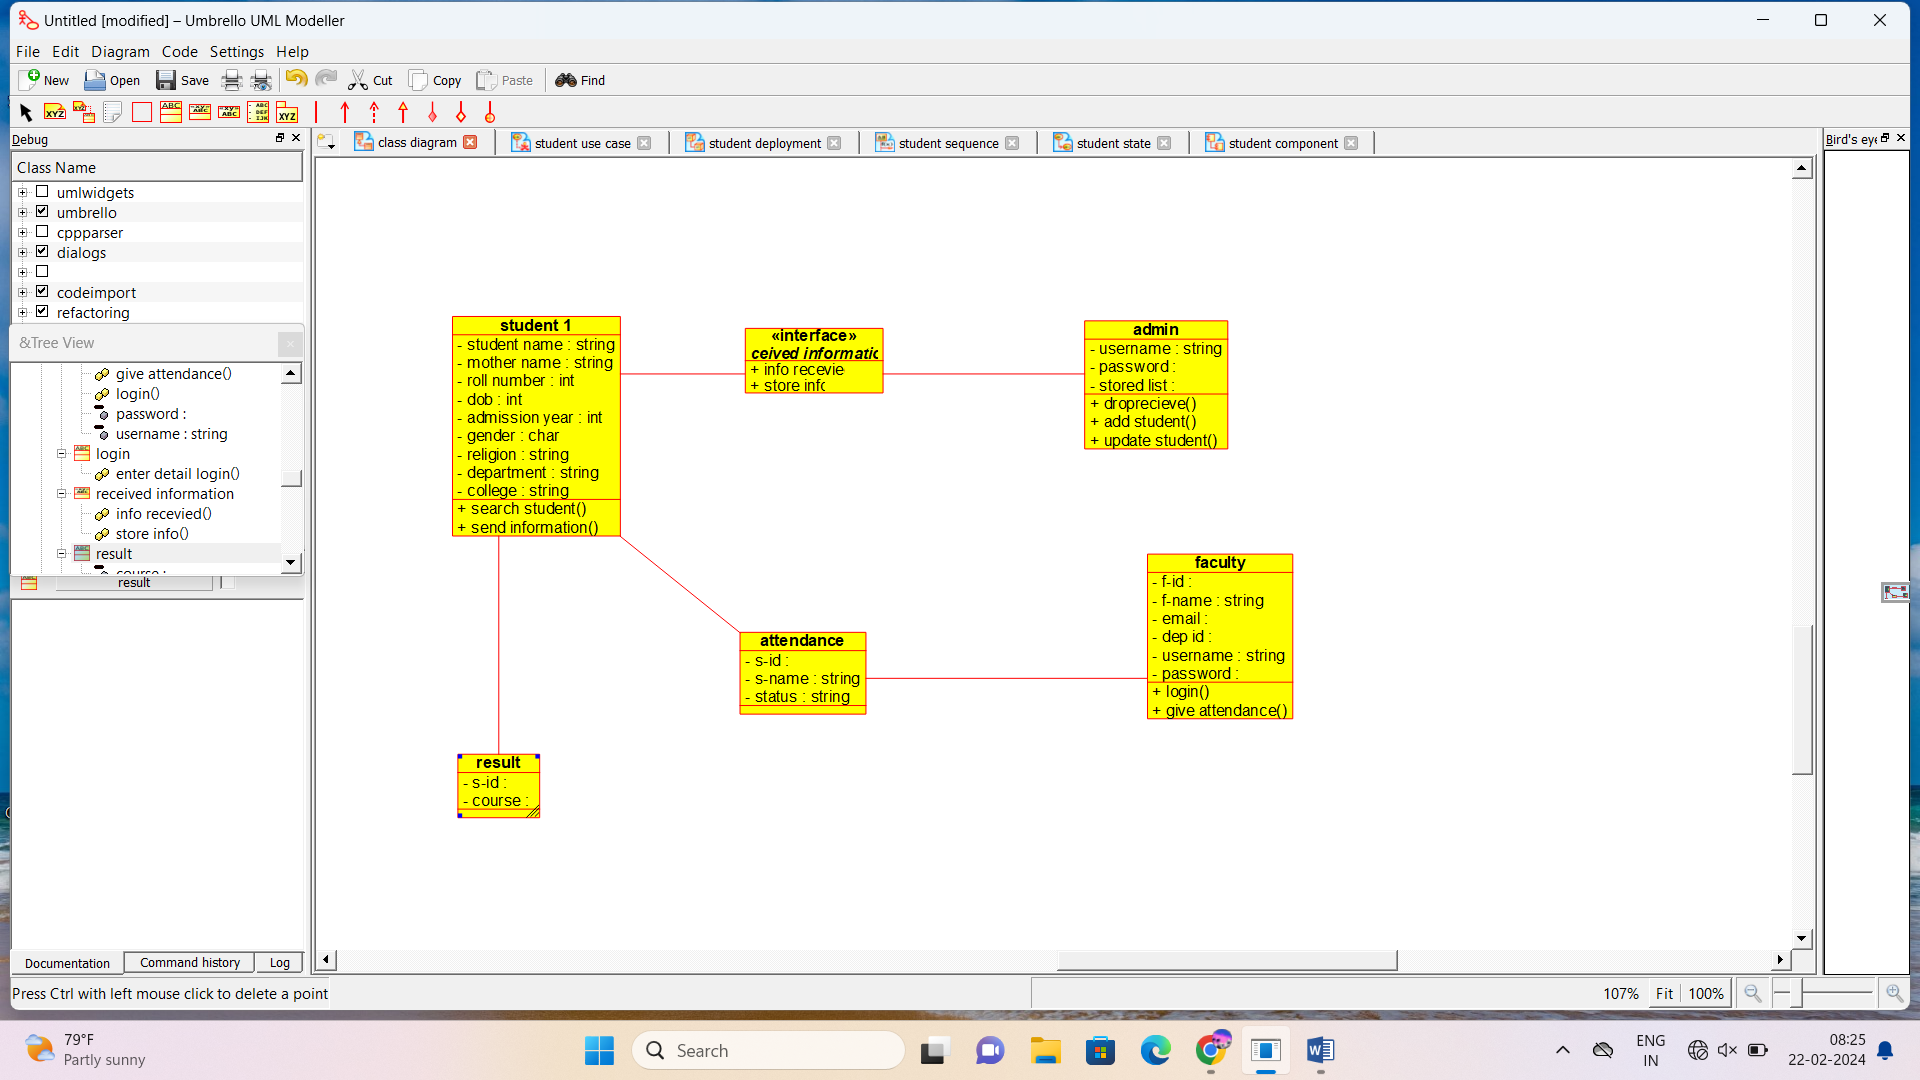 Untitled [modified] – Umbrello UML Modeller
File Edit Diagram Code Settings Help
New Open Save Cut Copy Paste Find
Debug
class diagram student use case student deployment student sequence student state student component
Bird's eye
Class Name
umlwidgets
umbrello
cppparser
dialogs
codeimport
refactoring
&Tree View
give attendance()
login()
password :
username : string
login
enter detail login()
received information
info recevied()
store info()
result
course :
result
student 1
- student name : string
- mother name : string
- roll number : int
- dob : int
- admission year : int
- gender : char
- religion : string
- department : string
- college : string
+ search student()
+ send information()
«interface»
ceived informatic
+ info recevie
+ store info
admin
- username : string
- password :
- stored list :
+ droprecieve()
+ add student()
+ update student()
attendance
- s-id :
- s-name : string
- status : string
faculty
- f-id :
- f-name : string
- email :
- dep id :
- username : string
- password :
+ login()
+ give attendance()
result
- s-id :
- course :
Documentation Command history Log
Press Ctrl with left mouse click to delete a point
107% Fit 100%
79°F
Partly sunny
Search
ENG
IN
08:25
22-02-2024